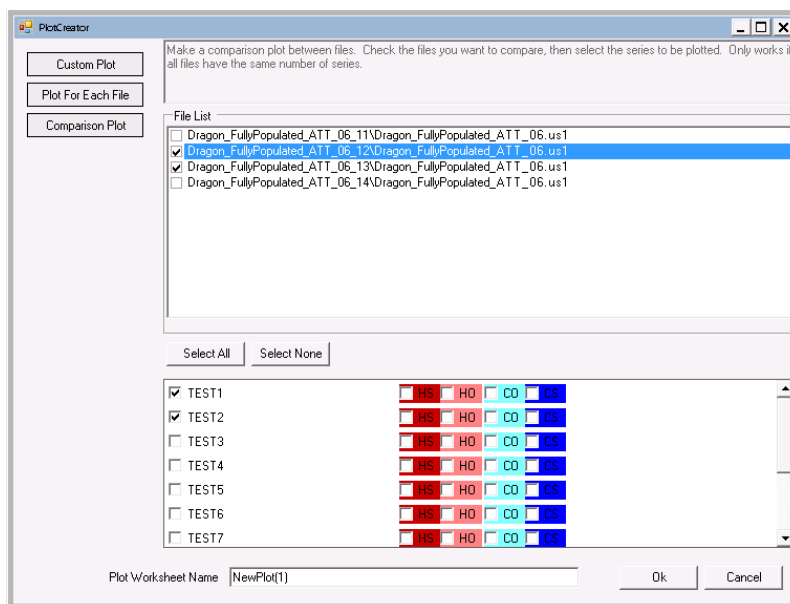 PlotCreator
Custom Plot
Plot For Each File
Comparison Plot
Make a comparison plot between files. Check the files you want to compare, then select the series to be plotted. Only works i
all files have the same number of series.
File List
Dragon_FullyPopulated_ATT_06_11\Dragon_FullyPopulated_ATT_06.us1
Dragon_FullyPopulated_ATT_06_12\Dragon_FullyPopulated_ATT_06.us1
Dragon_FullyPopulated_ATT_06_13\Dragon_FullyPopulated_ATT_06.us1
Dragon_FullyPopulated_ATT_06_14\Dragon_FullyPopulated_ATT_06.us1
Select All Select None
TEST1 HS HO CO CS
TEST2 HS HO CO CS
TEST3 HS HO CO CS
TEST4 HS HO CO CS
TEST5 HS HO CO CS
TEST6 HS HO CO CS
TEST7 HS HO CO CS
Plot Worksheet Name NewPlot(1) Ok Cancel